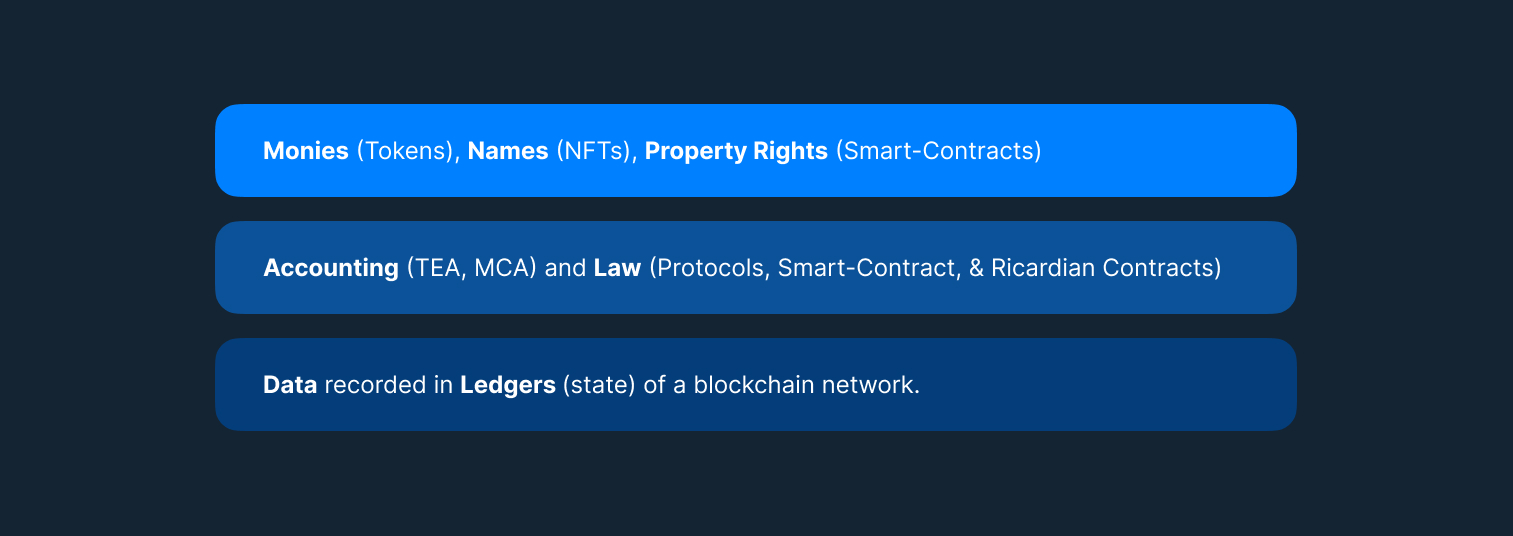 Monies (Tokens), Names (NFTs), Property Rights (Smart-Contracts)
Accounting (TEA, MCA) and Law (Protocols, Smart-Contract, & Ricardian Contracts)
Data recorded in Ledgers (state) of a blockchain network.